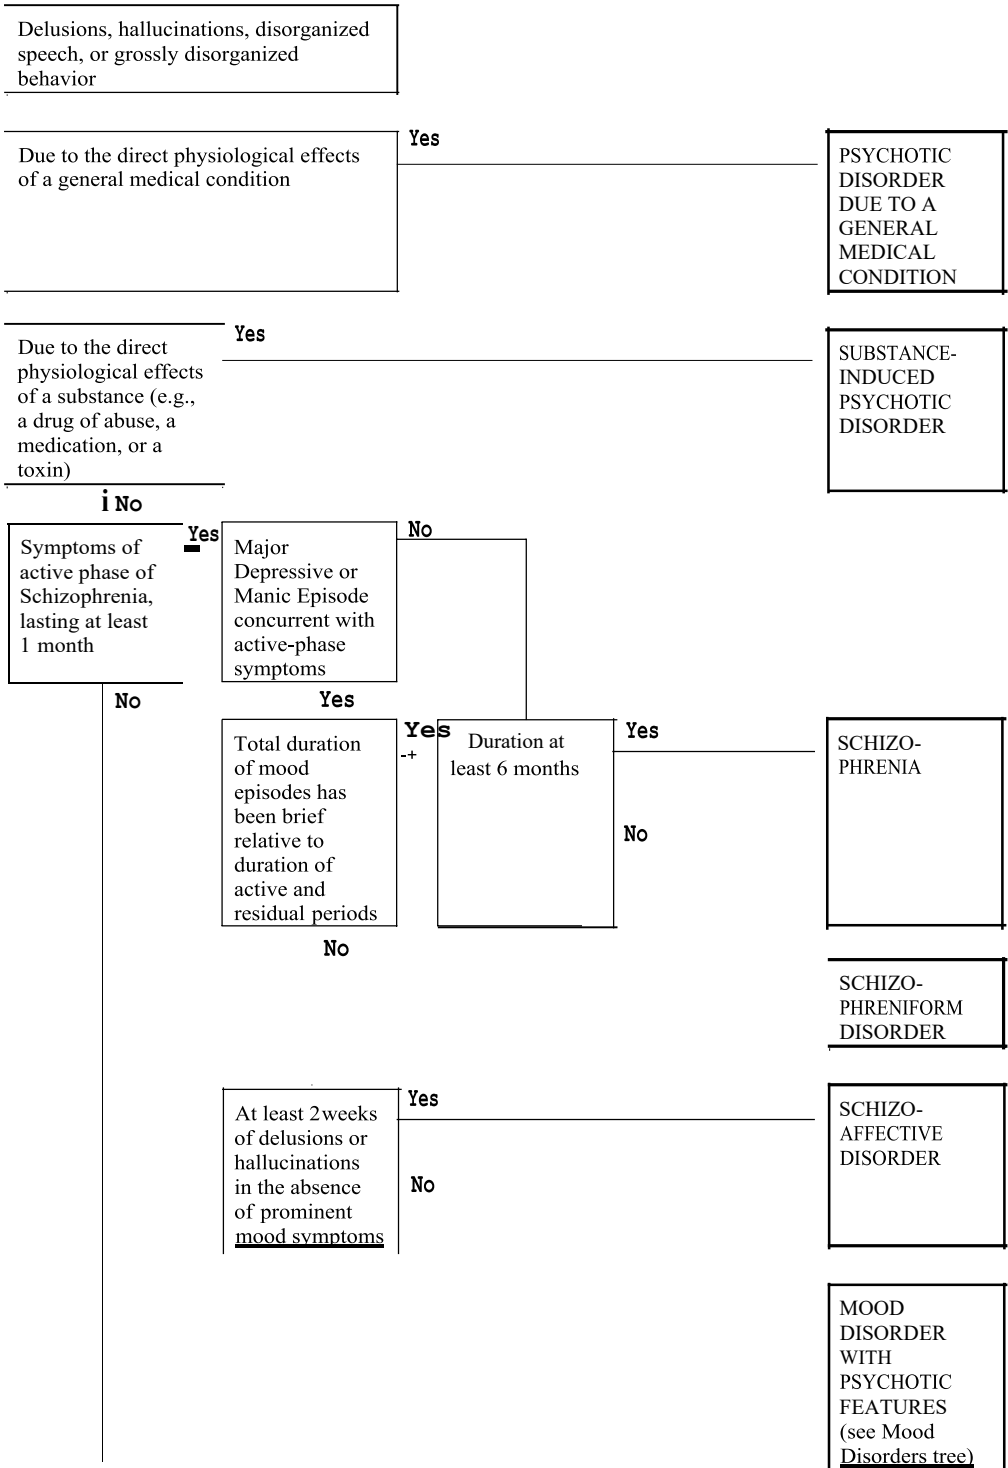 Delusions, hallucinations, disorganized
speech, or grossly disorganized
behavior
Yes
Due to the direct physiological effects
of a general medical condition
PSYCHOTIC
DISORDER
DUE TO A
GENERAL
MEDICAL
CONDITION
Yes
Due to the direct
physiological effects
of a substance (e.g.,
a drug of abuse, a
medication, or a
toxin)
SUBSTANCE-
INDUCED
PSYCHOTIC
DISORDER
i No
Symptoms of
active phase of
Schizophrenia,
lasting at least
1 month
Yes
Major
Depressive or
Manic Episode
concurrent with
active-phase
symptoms
No
No
Yes
Total duration
of mood
episodes has
been brief
relative to
duration of
active and
residual periods
Yes
-+
Duration at
least 6 months
Yes
No
SCHIZO-
PHRENIA
No
SCHIZO-
PHRENIFORM
DISORDER
At least 2weeks
of delusions or
hallucinations
in the absence
of prominent
mood symptoms
Yes
No
SCHIZO-
AFFECTIVE
DISORDER
MOOD
DISORDER
WITH
PSYCHOTIC
FEATURES
(see Mood
Disorders tree)